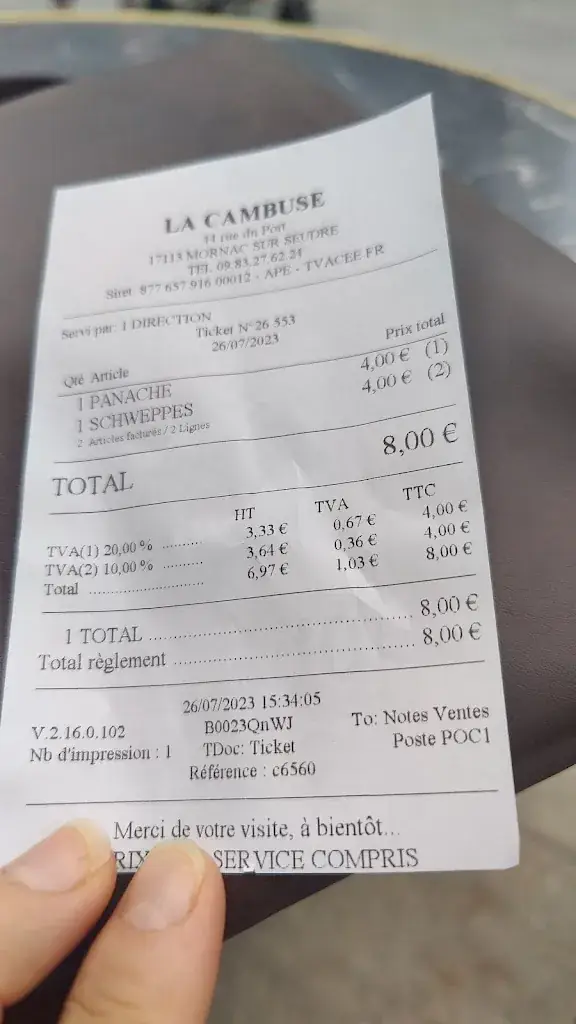 LA CAMBUSE
11 rue du Port
17113 MORNAC SUR SEUDRE
TEL. 09.83.27.62.21
Siret 877 657 916 00012 - APE - TVACEE FR
Servi par: 1 DIRECTION
Ticket N°26 553
26/07/2023
Qté Article Prix total
1 PANACHE 4,00 € (1)
1 SCHWEPPES 4,00 € (2)
2 Articles facturés / 2 Lignes
TOTAL 8,00 €
HT TVA TTC
TVA(1) 20,00 % .......... 3,33 € 0,67 € 4,00 €
TVA(2) 10,00 % .......... 3,64 € 0,36 € 4,00 €
Total .......... 6,97 € 1,03 € 8,00 €
1 TOTAL .......... 8,00 €
Total règlement .......... 8,00 €
26/07/2023 15:34:05
V.2.16.0.102 B0023QnWJ To: Notes Ventes
Nb d'impression : 1 TDoc: Ticket Poste POC1
Référence : c6560
Merci de votre visite, à bientôt...
SERVICE COMPRIS